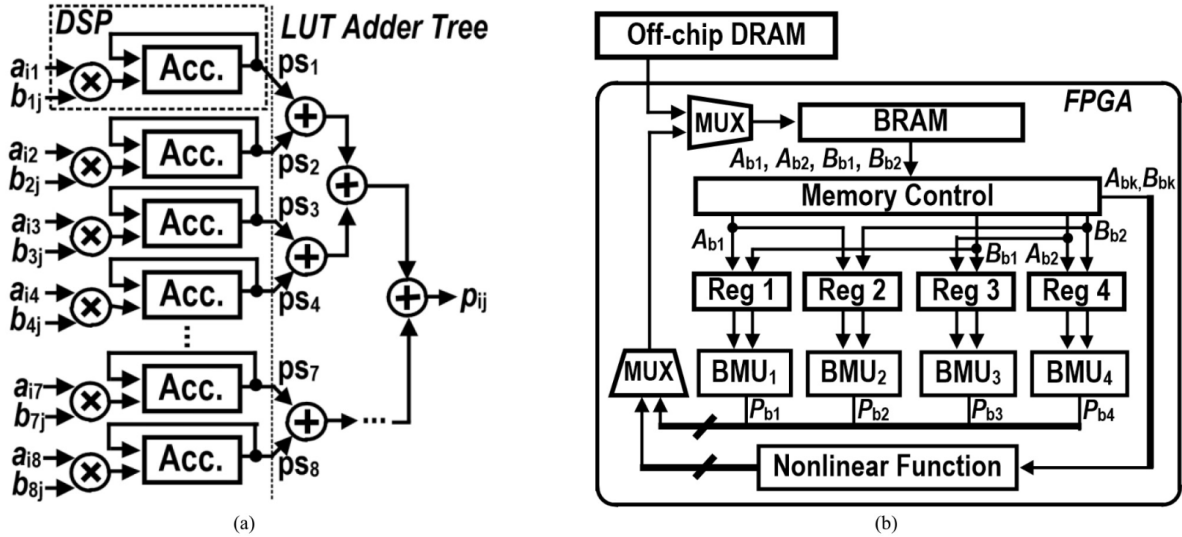 DSP
LUT Adder Tree
a_i1
b_1j
Acc.
ps_1
a_i2
b_2j
Acc.
ps_2
a_i3
b_3j
Acc.
ps_3
a_i4
b_4j
Acc.
ps_4
...
p_ij
a_i7
b_7j
Acc.
ps_7
...
a_i8
b_8j
Acc.
ps_8
(a)
Off-chip DRAM
FPGA
MUX
BRAM
A_b1, A_b2, B_b1, B_b2
A_bk, B_bk
Memory Control
A_b1
B_b1
A_b2
B_b2
Reg 1
Reg 2
Reg 3
Reg 4
MUX
BMU_1
BMU_2
BMU_3
BMU_4
P_b1
P_b2
P_b3
P_b4
Nonlinear Function
(b)